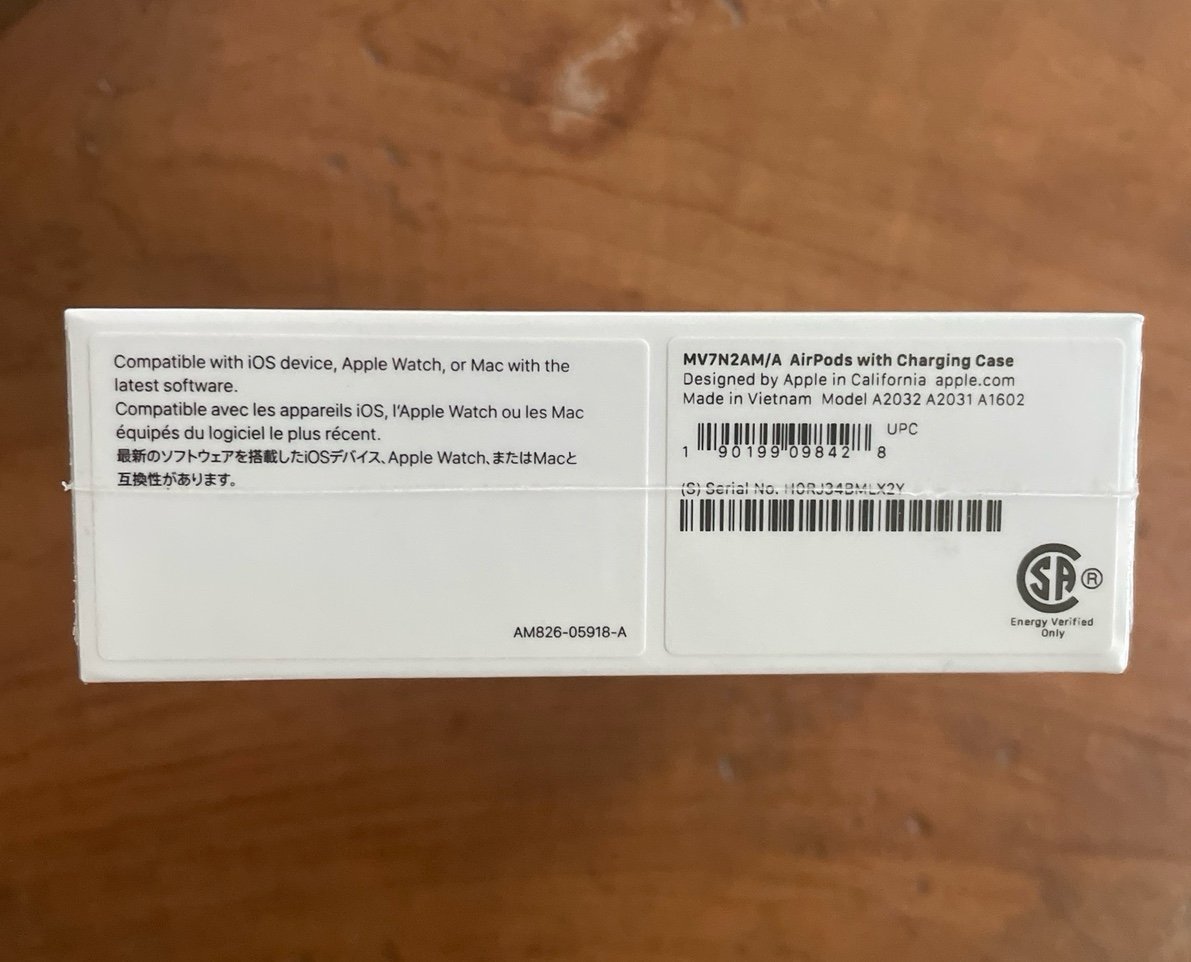 Compatible with iOS device, Apple Watch, or Mac with the
latest software.
Compatible avec les appareils iOS, l'Apple Watch ou les Mac
équipés du logiciel le plus récent.
最新のソフトウェアを搭載したiOSデバイス、Apple Watch、またはMacと
互換性があります。
AM826-05918-A
MV7N2AM/A AirPods with Charging Case
Designed by Apple in California apple.com
Made in Vietnam Model A2032 A2031 A1602
UPC
1 90199 09842 8
(S) Serial No. H0RJ34BMLX2Y
CSA ®
Energy Verified
Only